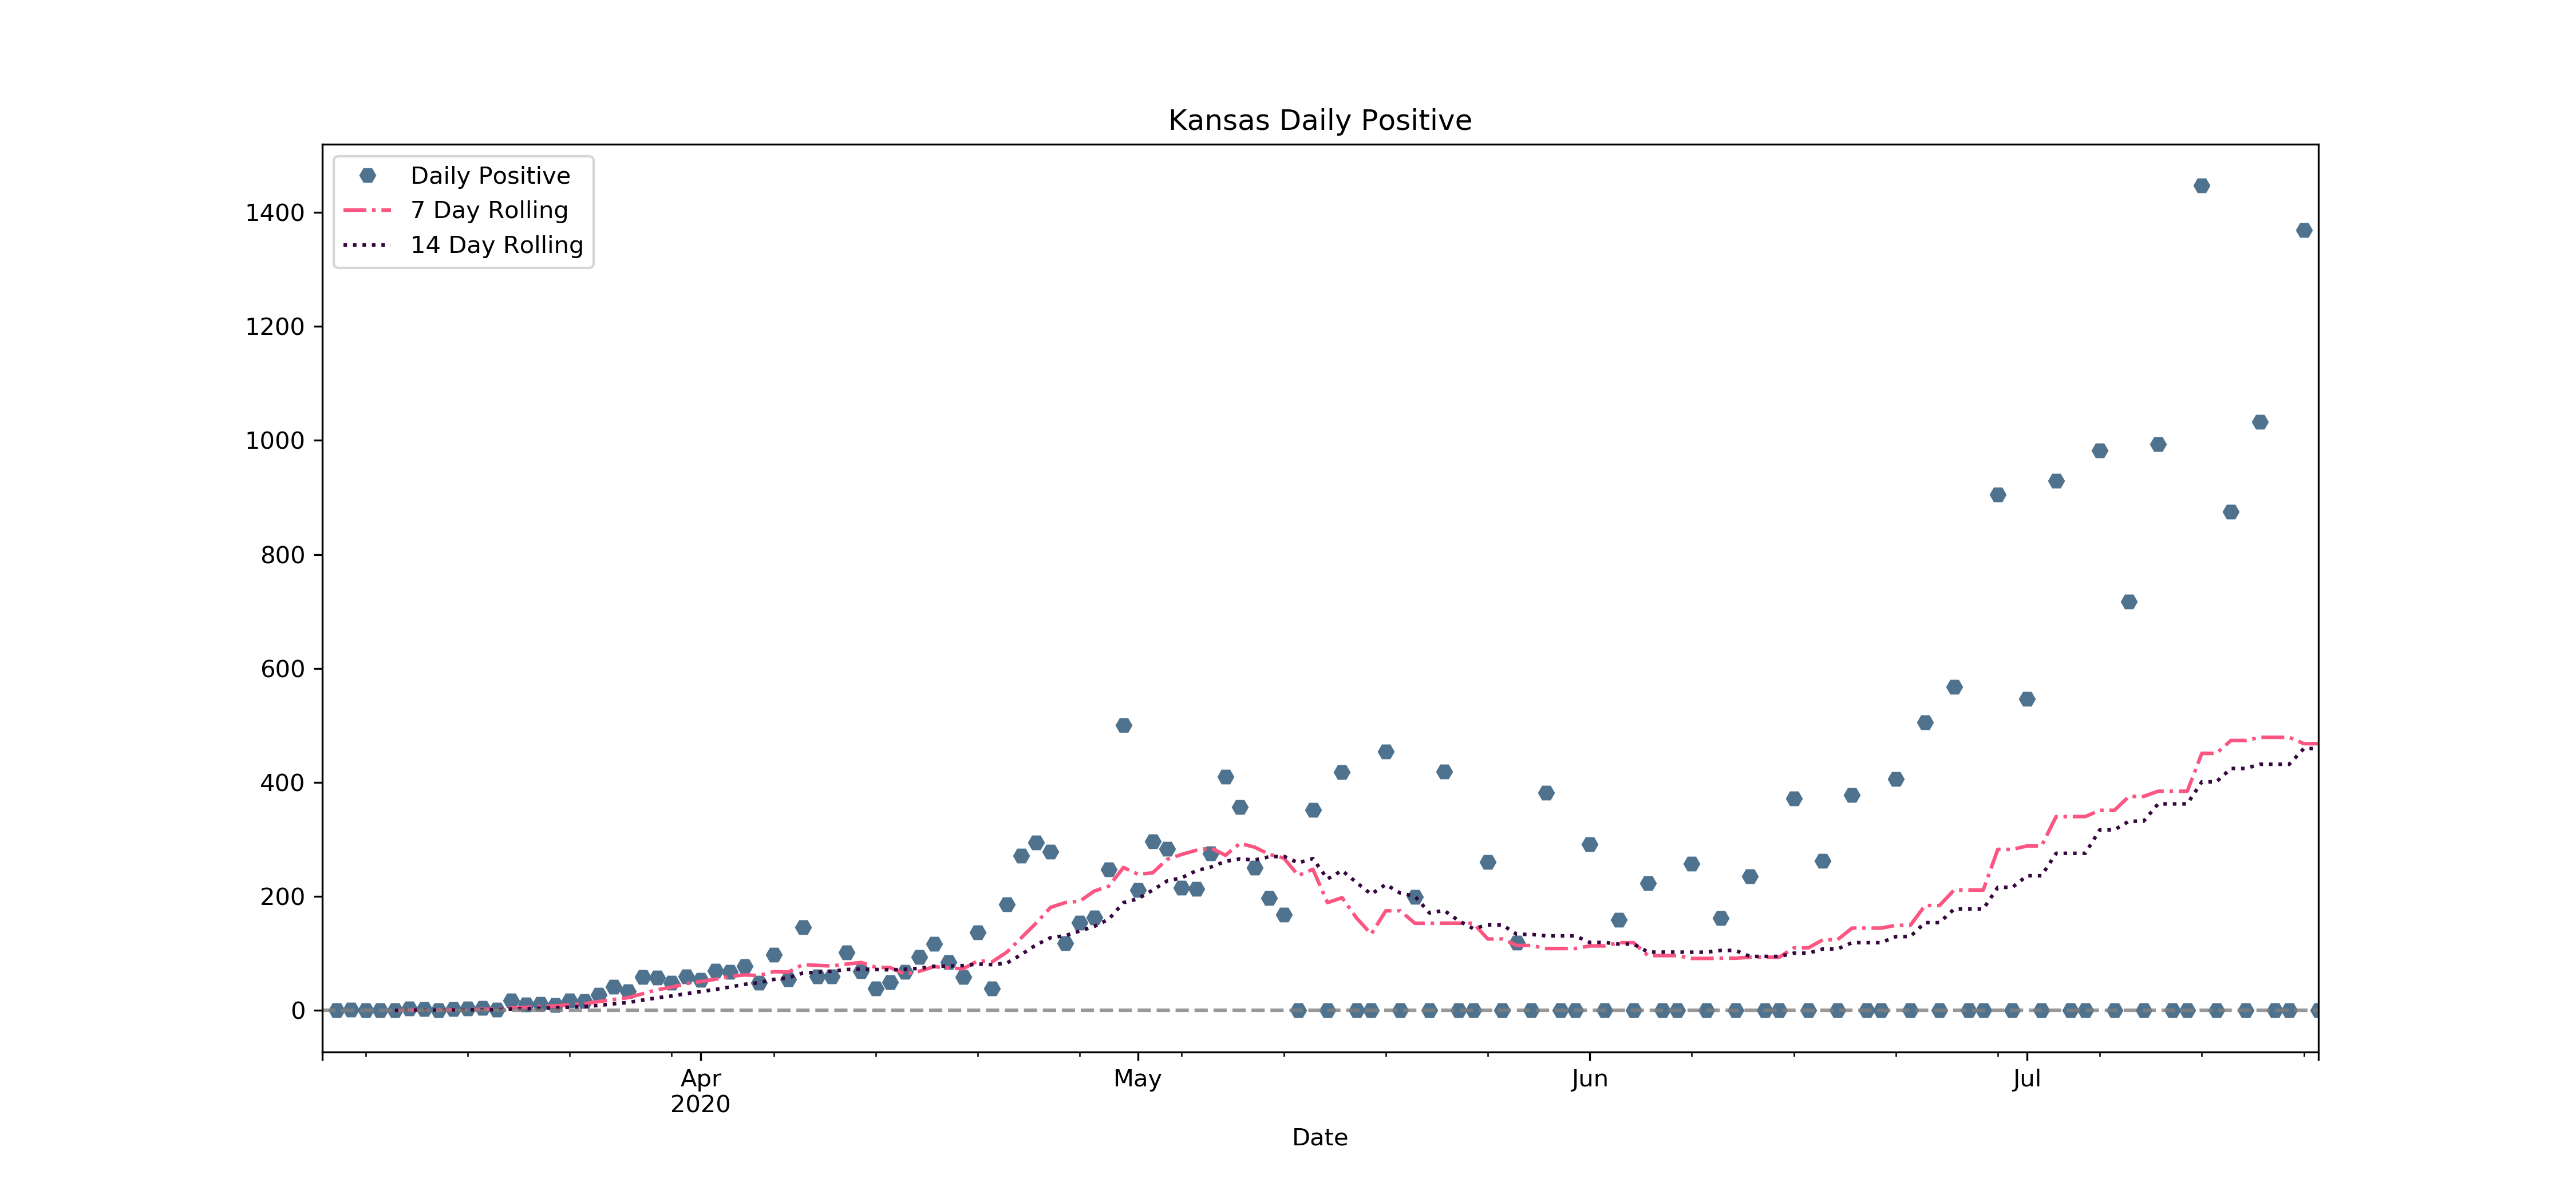 Kansas Daily Positive
Daily Positive
7 Day Rolling
14 Day Rolling
1400
1200
1000
800
600
400
200
0
Apr
2020
May
Jun
Jul
Date